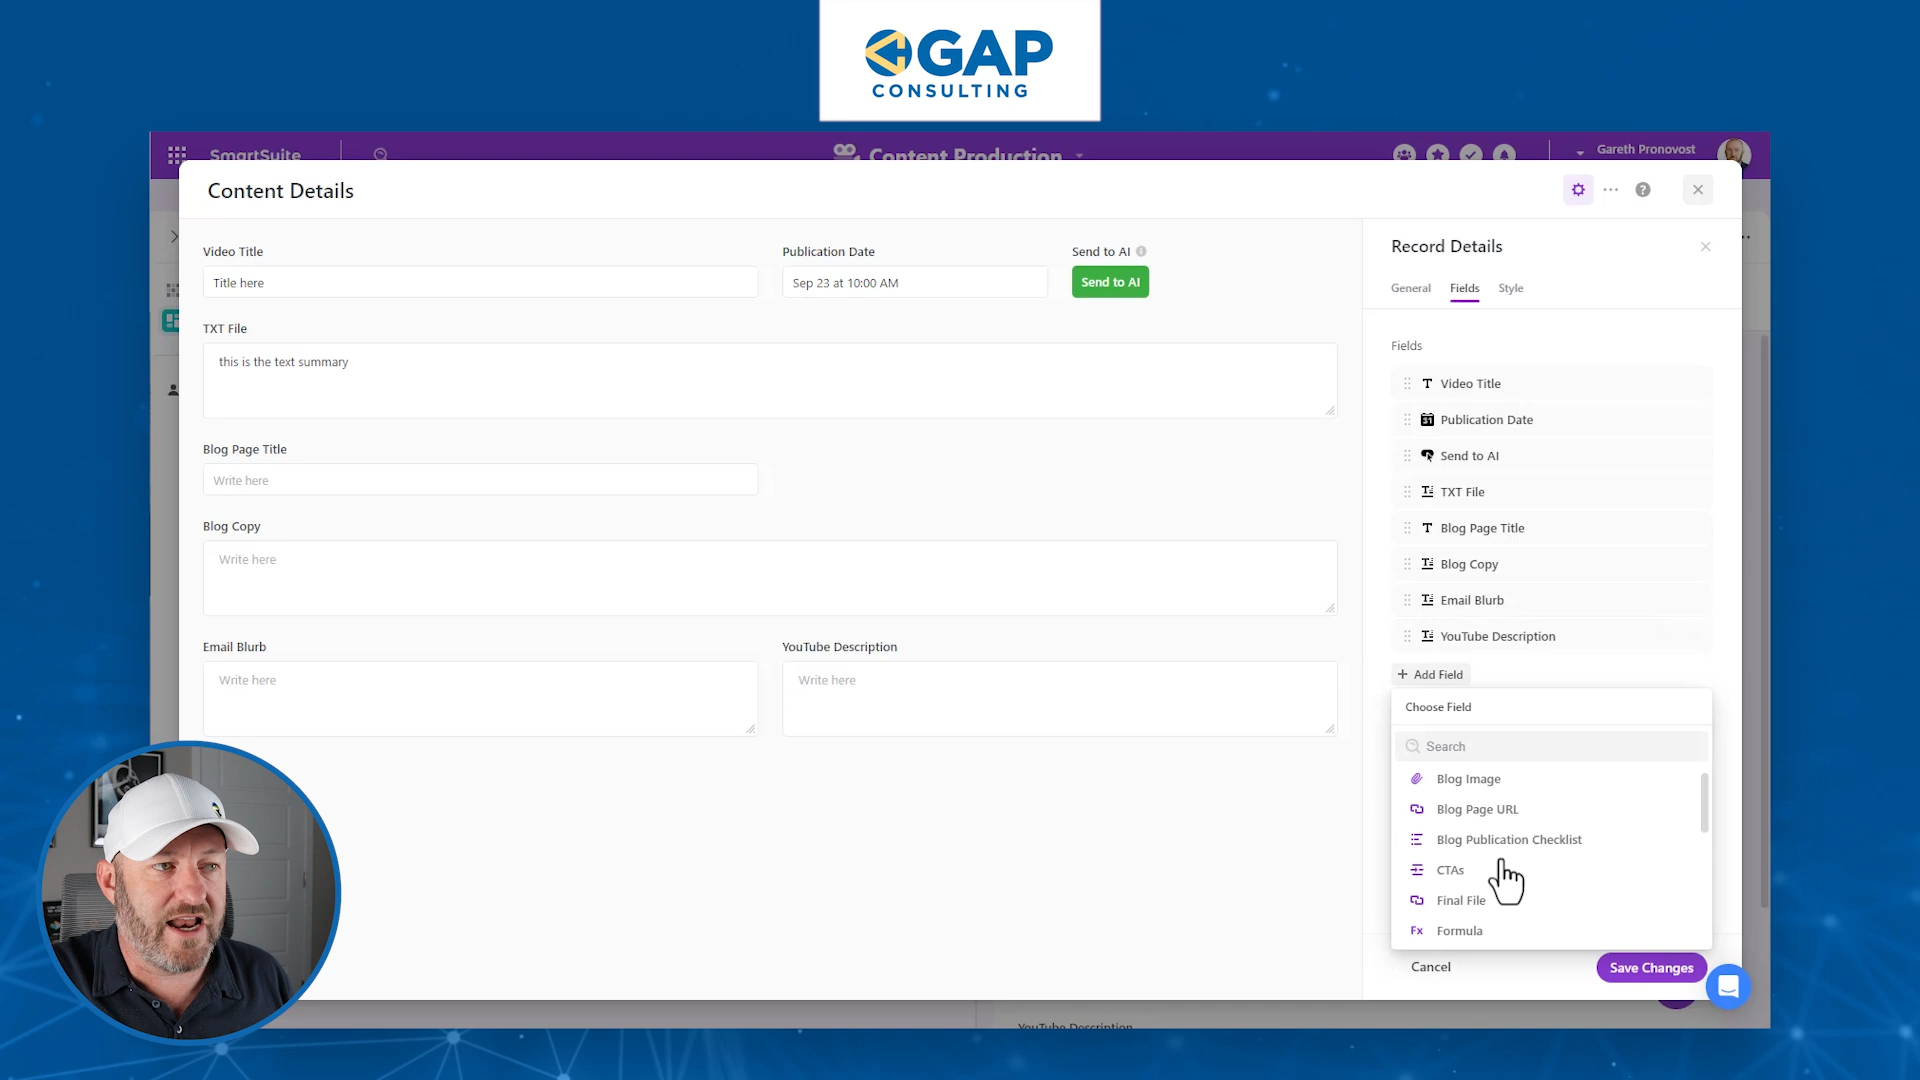 GAP
CONSULTING
SmartSuite
Content Production
Gareth Pronovost
Content Details
Video Title
Title here
Publication Date
Sep 23 at 10:00 AM
Send to AI
Send to AI
TXT File
this is the text summary
Blog Page Title
Write here
Blog Copy
Write here
Email Blurb
Write here
YouTube Description
Write here
Record Details
General
Fields
Style
Fields
Video Title
31
Publication Date
Send to AI
TXT File
Blog Page Title
Blog Copy
Email Blurb
YouTube Description
+ Add Field
Choose Field
Search
Blog Image
Blog Page URL
Blog Publication Checklist
CTAs
Final File
Fx Formula
Cancel
Save Changes
YouTube Description